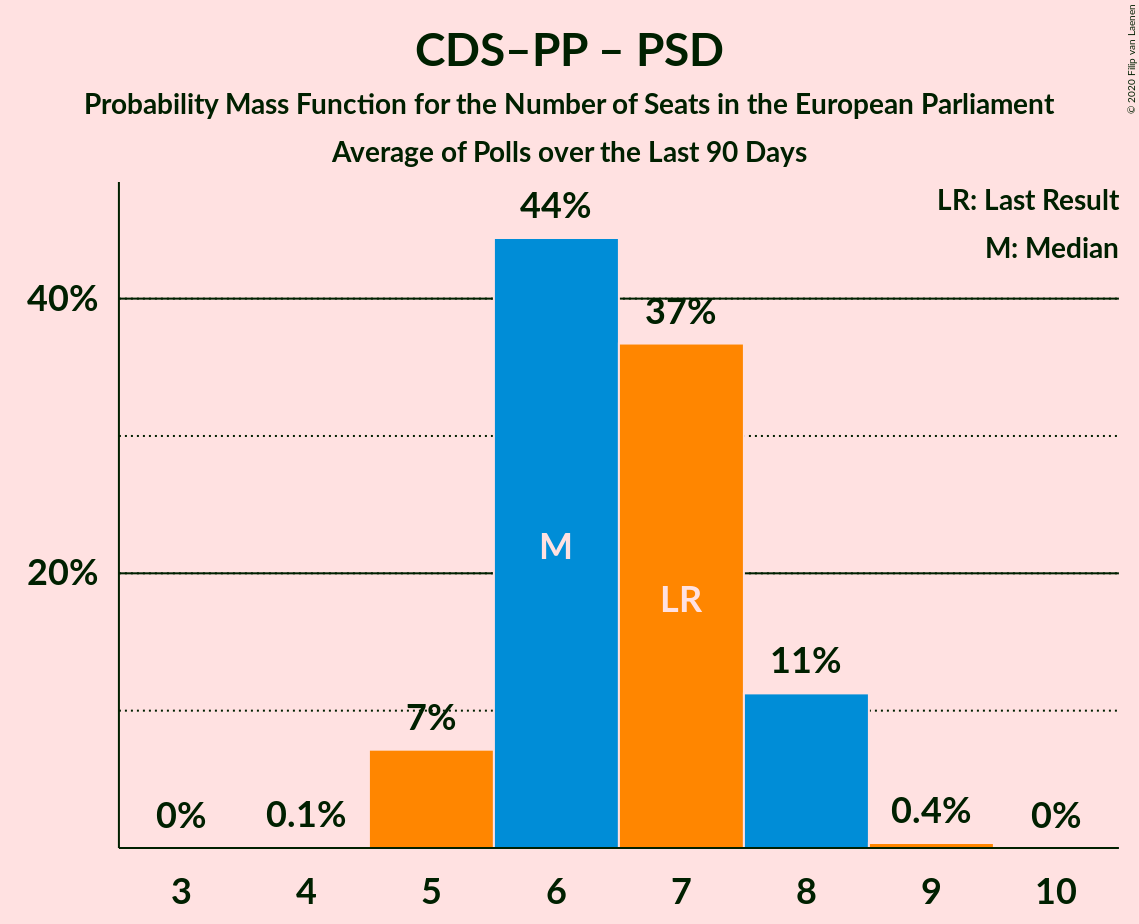 CDS–PP – PSD
Probability Mass Function for the Number of Seats in the European Parliament
Average of Polls over the Last 90 Days
© 2020 Filip van Laenen
LR: Last Result
M: Median
44%
40%
37%
M
20%
LR
11%
7%
0%
0.1%
0.4%
0%
3 4 5 6 7 8 9 10